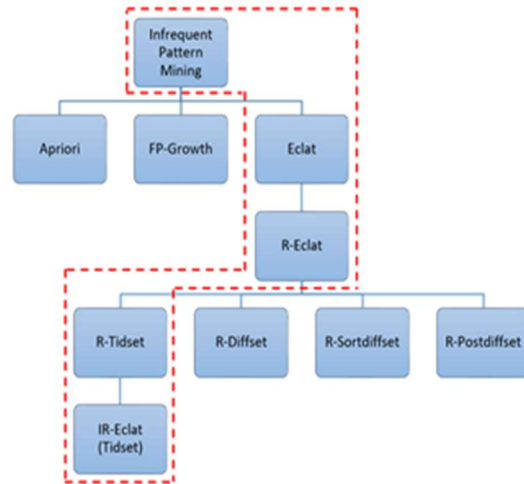 Infrequent
Pattern
Mining
Apriori
FP-Growth
Eclat
R-Eclat
R-Tidset
R-Diffset
R-Sortdiffset
R-Postdiffset
IR-Eclat
(Tidset)